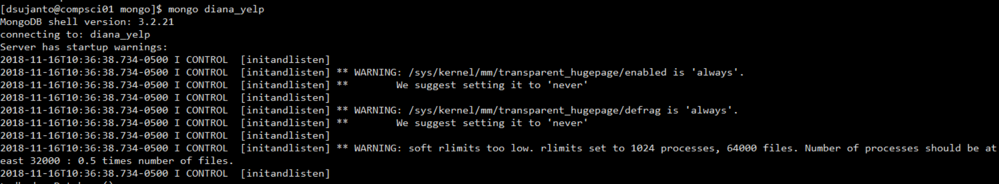 [dsujanto@compsci01 mongo]$ mongo diana_yelp
MongoDB shell version: 3.2.21
connecting to: diana_yelp
Server has startup warnings:
2018-11-16T10:36:38.734-0500 I CONTROL  [initandlisten]
2018-11-16T10:36:38.734-0500 I CONTROL  [initandlisten] ** WARNING: /sys/kernel/mm/transparent_hugepage/enabled is 'always'.
2018-11-16T10:36:38.734-0500 I CONTROL  [initandlisten] **        We suggest setting it to 'never'
2018-11-16T10:36:38.734-0500 I CONTROL  [initandlisten]
2018-11-16T10:36:38.734-0500 I CONTROL  [initandlisten] ** WARNING: /sys/kernel/mm/transparent_hugepage/defrag is 'always'.
2018-11-16T10:36:38.734-0500 I CONTROL  [initandlisten] **        We suggest setting it to 'never'
2018-11-16T10:36:38.734-0500 I CONTROL  [initandlisten]
2018-11-16T10:36:38.734-0500 I CONTROL  [initandlisten] ** WARNING: soft rlimits too low. rlimits set to 1024 processes, 64000 files. Number of processes should be at
east 32000 : 0.5 times number of files.
2018-11-16T10:36:38.734-0500 I CONTROL  [initandlisten]